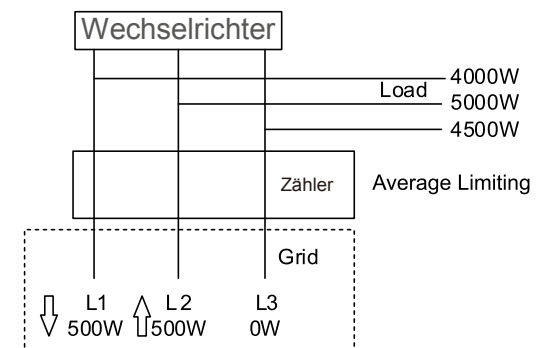 Wechselrichter
4000W
Load
5000W
4500W
Zähler
Average Limiting
Grid
L1 L2 L3
500W 500W 0W